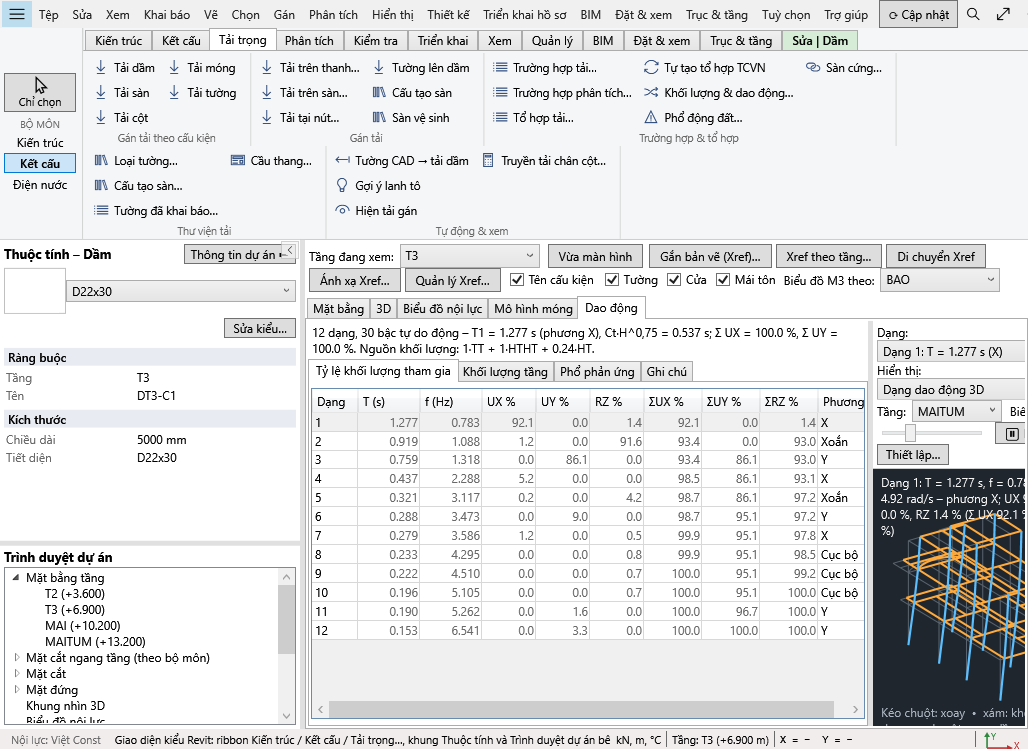 Tệp Sửa Xem Khai báo Vẽ Chọn Gán Phân tích Hiển thị Thiết kế Triển khai hồ sơ BIM Đặt & xem Trục & tầng Tuỳ chọn Trợ giúp ⟳ Cập nhật
Kiến trúc Kết cấu Tải trọng Phân tích Kiểm tra Triển khai Xem Quản lý BIM Đặt & xem Trục & tầng Sửa | Dầm
Chỉ chọn
BỘ MÔN
Kiến trúc
Kết cấu
Điện nước
Tải dầm Tải móng
Tải sàn Tải tường
Tải cột
Gán tải theo cấu kiện
Tải trên thanh... Tường lên dầm
Tải trên sàn... Cấu tạo sàn
Tải tại nút... Sàn vệ sinh
Gán tải
Trường hợp tải... Tự tạo tổ hợp TCVN Sàn cứng...
Trường hợp phân tích... Khối lượng & dao động...
Tổ hợp tải... Phổ động đất...
Trường hợp & tổ hợp
Loại tường... Cầu thang...
Cấu tạo sàn...
Tường đã khai báo...
Thư viện tải
Tường CAD → tải dầm Truyền tải chân cột...
Gợi ý lanh tô
Hiện tải gán
Tự động & xem
Thuộc tính – Dầm
Thông tin dự án
D22x30
Sửa kiểu...
Ràng buộc
Tầng T3
Tên DT3-C1
Kích thước
Chiều dài 5000 mm
Tiết diện D22x30
Trình duyệt dự án
Mặt bằng tầng
T2 (+3.600)
T3 (+6.900)
MAI (+10.200)
MAITUM (+13.200)
Mặt cắt ngang tầng (theo bộ môn)
Mặt cắt
Mặt đứng
Khung nhìn 3D
Biểu đồ nội lực
Tầng đang xem: T3 Vừa màn hình Gắn bản vẽ (Xref)... Xref theo tầng... Di chuyển Xref
Ánh xạ Xref... Quản lý Xref... Tên cấu kiện Tường Cửa Mái tôn Biểu đồ M3 theo: BAO
Mặt bằng 3D Biểu đồ nội lực Mô hình móng Dao động
12 dạng, 30 bậc tự do động – T1 = 1.277 s (phương X), Ct·H^0,75 = 0.537 s; Σ UX = 100.0 %, Σ UY =
100.0 %. Nguồn khối lượng: 1·TT + 1·HTHT + 0.24·HT.
Tỷ lệ khối lượng tham gia Khối lượng tầng Phổ phản ứng Ghi chú
Dạng T (s) f (Hz) UX % UY % RZ % ΣUX % ΣUY % ΣRZ % Phương
1 1.277 0.783 92.1 0.0 1.4 92.1 0.0 1.4 X
2 0.919 1.088 1.2 0.0 91.6 93.4 0.0 93.0 Xoắn
3 0.759 1.318 0.0 86.1 0.0 93.4 86.1 93.0 Y
4 0.437 2.288 5.2 0.0 0.0 98.5 86.1 93.1 X
5 0.321 3.117 0.2 0.0 4.2 98.7 86.1 97.2 Xoắn
6 0.288 3.473 0.0 9.0 0.0 98.7 95.1 97.2 Y
7 0.279 3.586 1.2 0.0 0.5 99.9 95.1 97.8 X
8 0.233 4.295 0.0 0.0 0.8 99.9 95.1 98.5 Cục bộ
9 0.222 4.510 0.0 0.0 0.7 100.0 95.1 99.2 Cục bộ
10 0.196 5.105 0.0 0.0 0.7 100.0 95.1 100.0 Cục bộ
11 0.190 5.262 0.0 1.6 0.0 100.0 96.7 100.0 Y
12 0.153 6.541 0.0 3.3 0.0 100.0 100.0 100.0 Y
Dạng:
Dạng 1: T = 1.277 s (X)
Hiển thị:
Dạng dao động 3D
Tầng: MAITUM Biê
Thiết lập...
Dạng 1: T = 1.277 s, f = 0.78
4.92 rad/s – phương X; UX 9
0.0 %, RZ 1.4 % (Σ UX 92.1 %
%)
Kéo chuột: xoay • xám: kh
Nội lực: Việt Const Giao diện kiểu Revit: ribbon Kiến trúc / Kết cấu / Tải trọng..., khung Thuộc tính và Trình duyệt dự án bê kN, m, °C Tầng: T3 (+6.900 m) X = – Y = –
Y
X